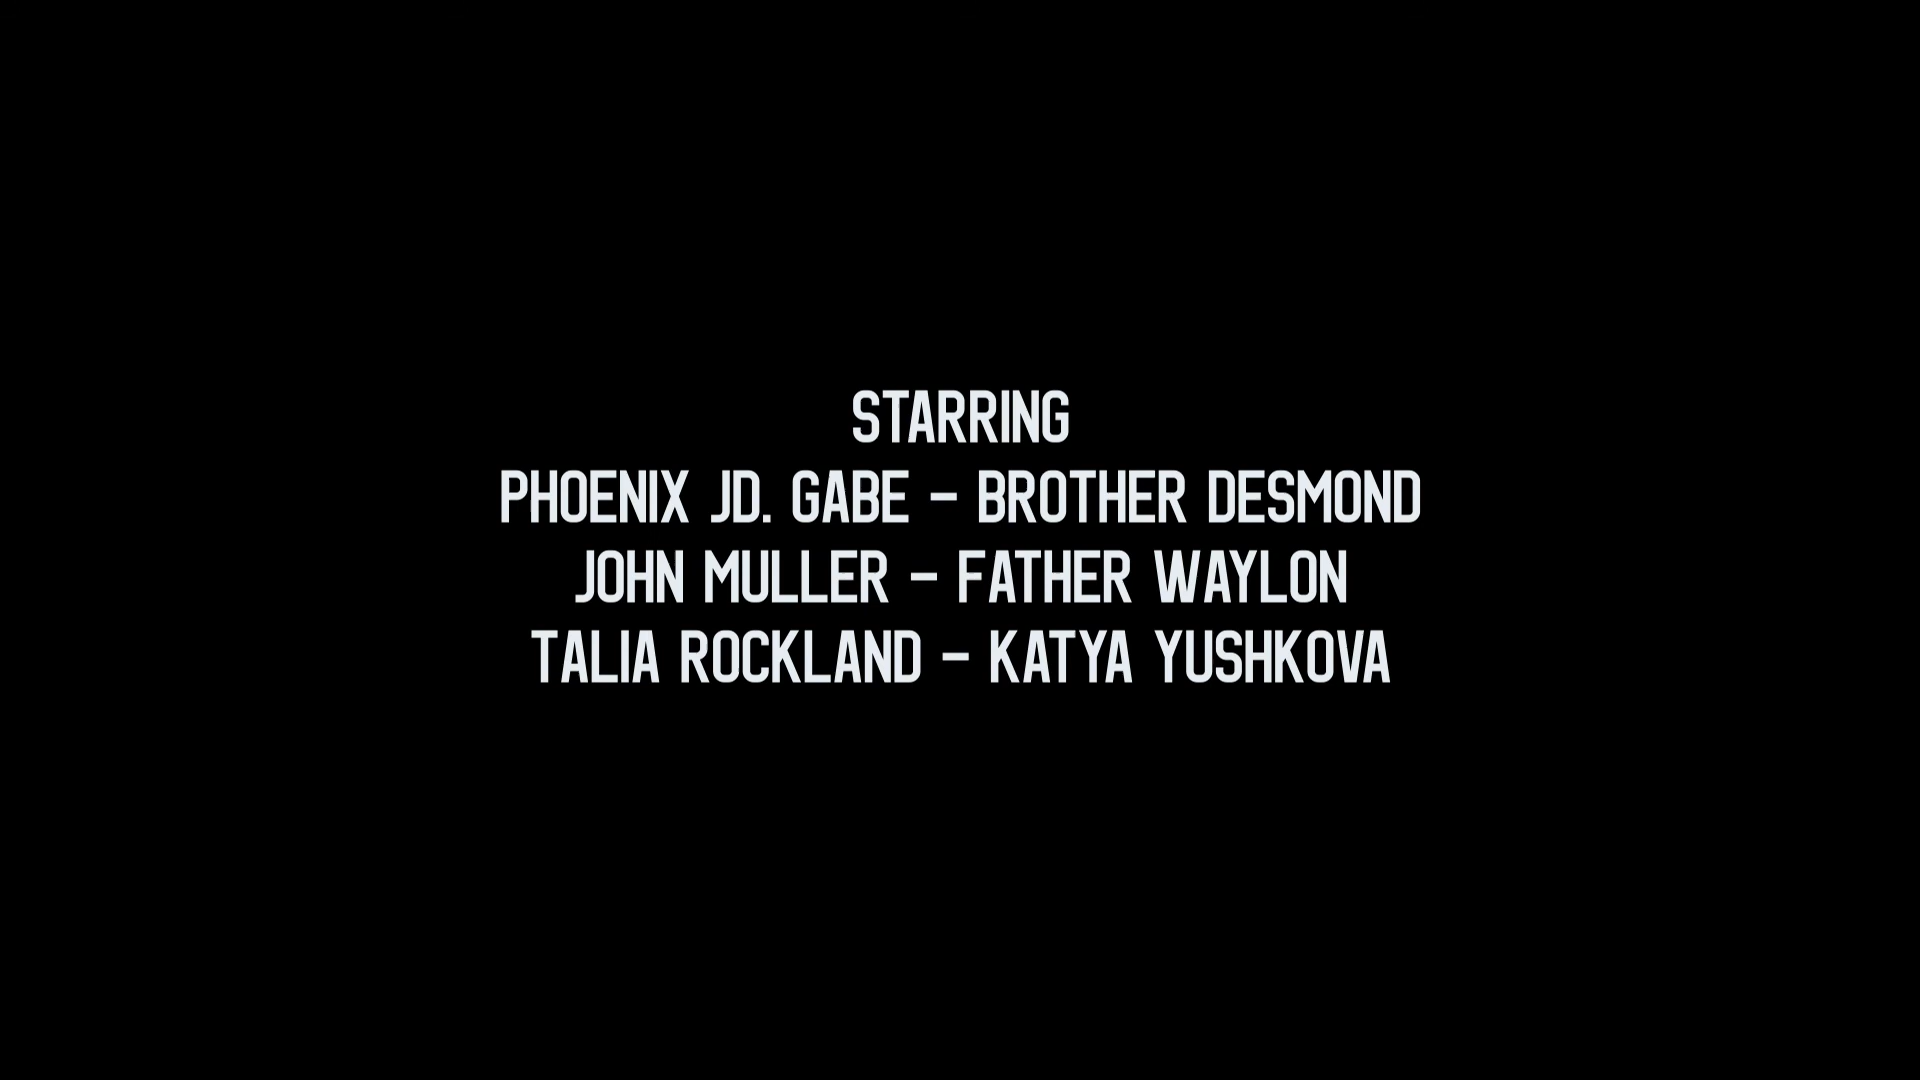 STARRING
PHOENIX JD. GABE – BROTHER DESMOND
JOHN MULLER – FATHER WAYLON
TALIA ROCKLAND – KATYA YUSHKOVA